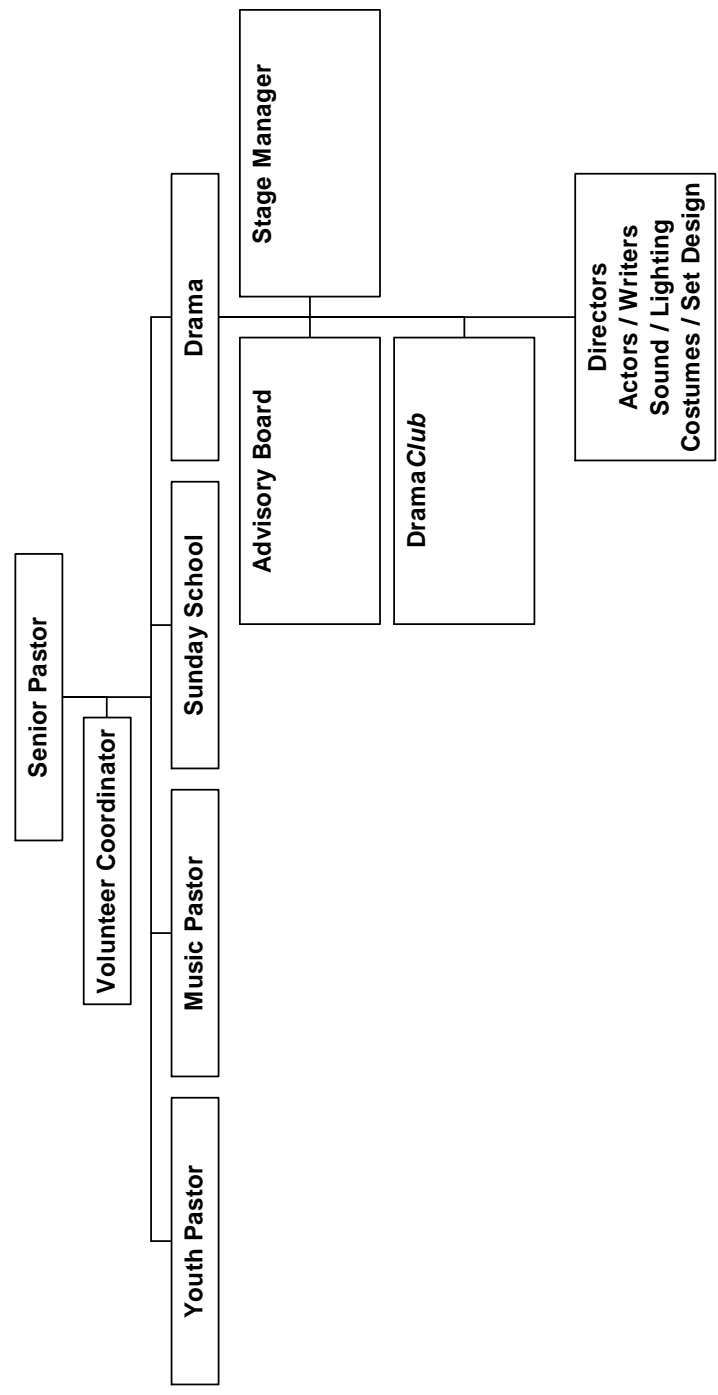 Senior Pastor
Volunteer Coordinator
Youth Pastor
Music Pastor
Sunday School
Drama
Advisory Board
Stage Manager
DramaClub
Directors
Actors / Writers
Sound / Lighting
Costumes / Set Design